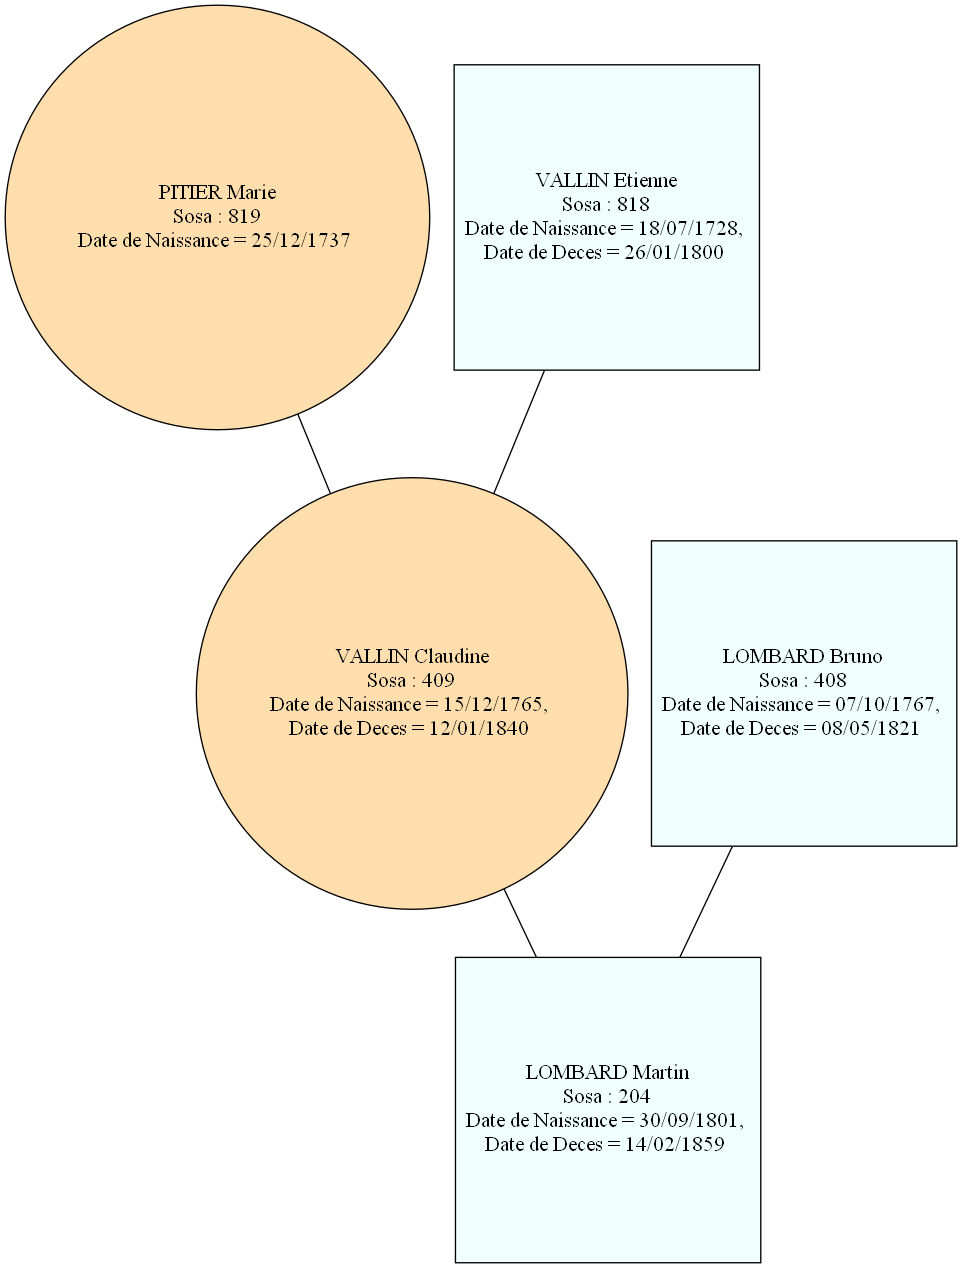 PITIER Marie
Sosa : 819
Date de Naissance = 25/12/1737
VALLIN Etienne
Sosa : 818
Date de Naissance = 18/07/1728,
Date de Deces = 26/01/1800
VALLIN Claudine
Sosa : 409
Date de Naissance = 15/12/1765,
Date de Deces = 12/01/1840
LOMBARD Bruno
Sosa : 408
Date de Naissance = 07/10/1767,
Date de Deces = 08/05/1821
LOMBARD Martin
Sosa : 204
Date de Naissance = 30/09/1801,
Date de Deces = 14/02/1859